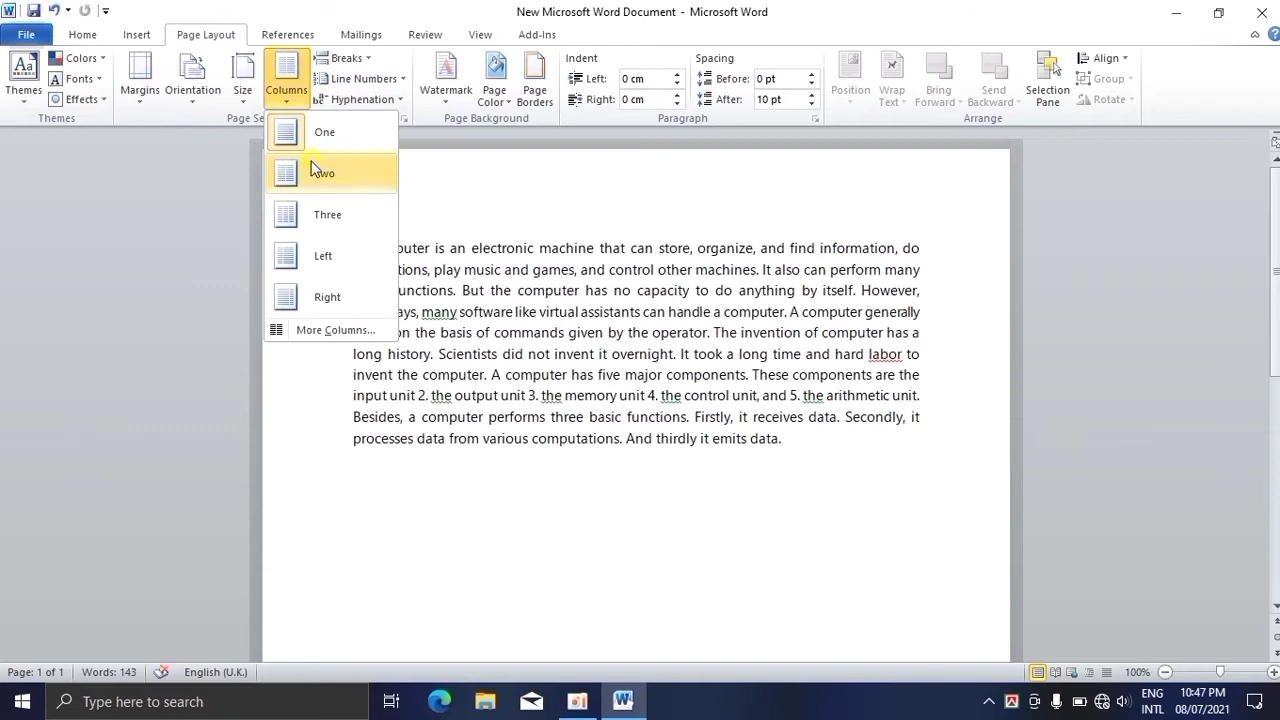 New Microsoft Word Document - Microsoft Word
File Home Insert Page Layout References Mailings Review View Add-Ins
Themes
Colors
Fonts
Effects
Themes
Margins
Orientation
Size
Columns
Breaks
Line Numbers
Hyphenation
Page Se
Watermark
Page Color
Page Borders
Page Background
Indent
Left: 0 cm
Right: 0 cm
Spacing
Before: 0 pt
After: 10 pt
Paragraph
Position
Wrap Text
Bring Forward
Send Backward
Selection Pane
Align
Group
Rotate
Arrange
One
Two
Three
Left
Right
More Columns...
uter is an electronic machine that can store, organize, and find information, do
tions, play music and games, and control other machines. It also can perform many
unctions. But the computer has no capacity to do anything by itself. However,
ays, many software like virtual assistants can handle a computer. A computer generally
on the basis of commands given by the operator. The invention of computer has a
long history. Scientists did not invent it overnight. It took a long time and hard labor to
invent the computer. A computer has five major components. These components are the
input unit 2. the output unit 3. the memory unit 4. the control unit, and 5. the arithmetic unit.
Besides, a computer performs three basic functions. Firstly, it receives data. Secondly, it
processes data from various computations. And thirdly it emits data.
Page: 1 of 1 Words: 143 English (U.K.) 100%
Type here to search
ENG
INTL
10:47 PM
08/07/2021